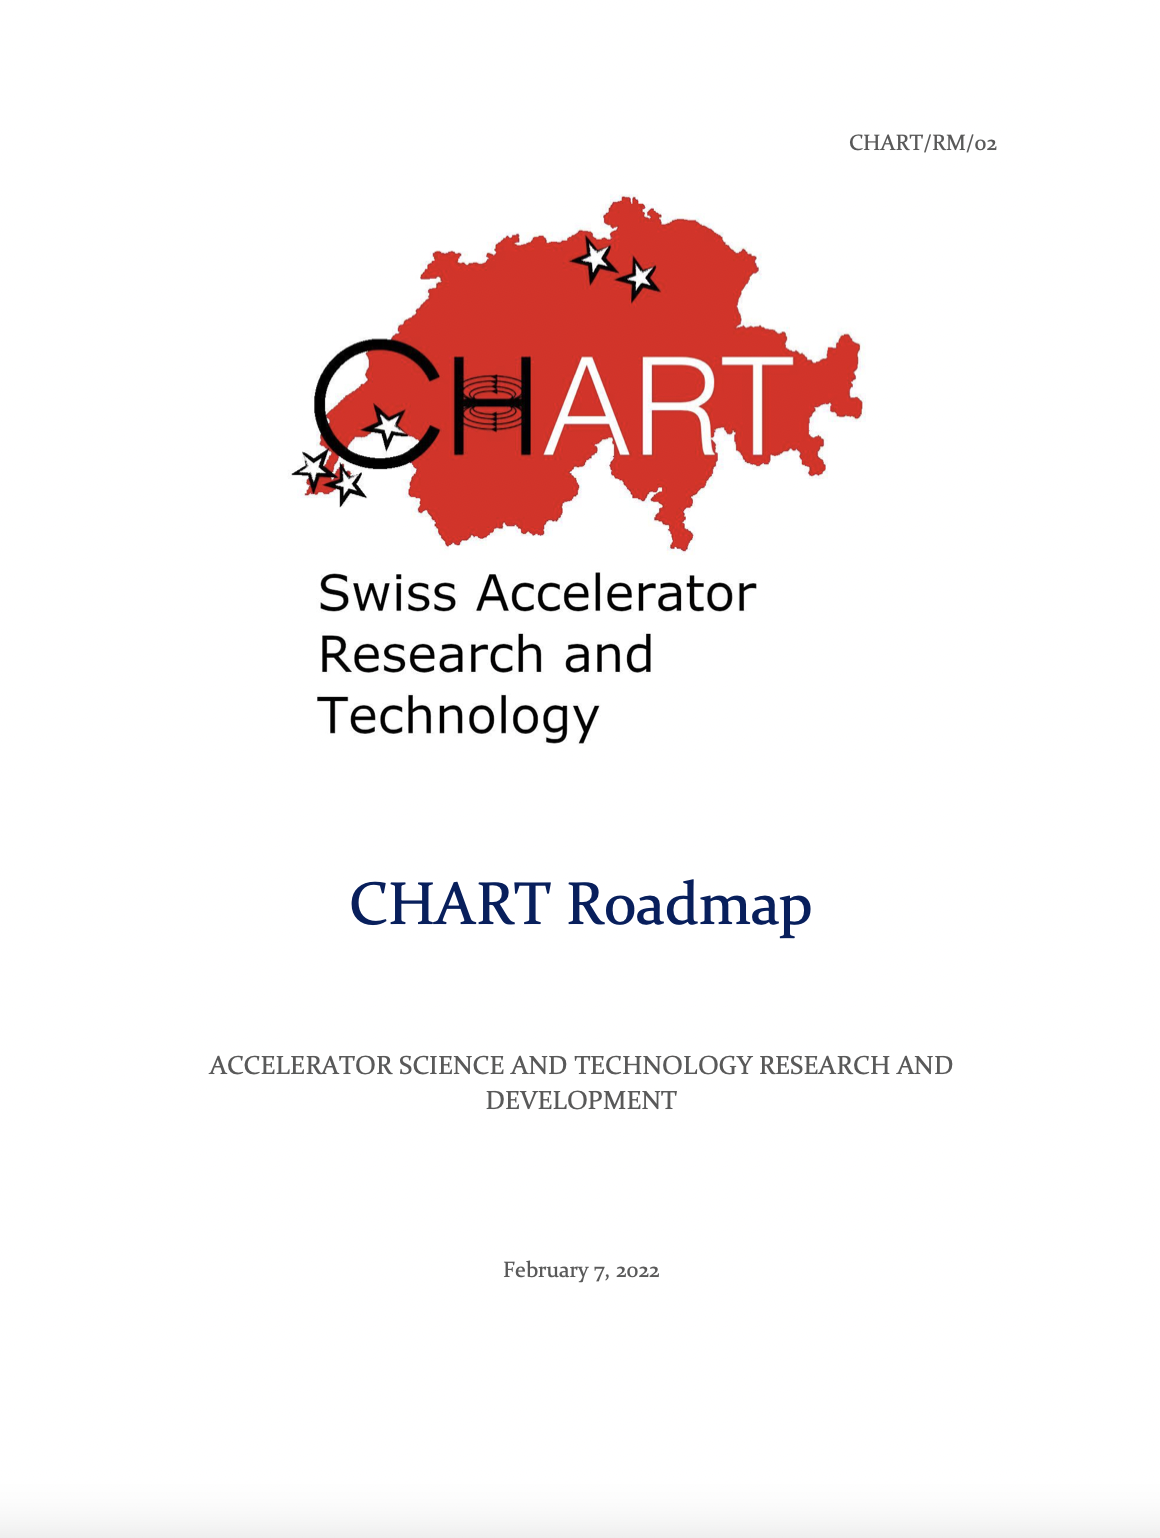 CHART/RM/02
CHART
Swiss Accelerator
Research and
Technology
CHART Roadmap
ACCELERATOR SCIENCE AND TECHNOLOGY RESEARCH AND
DEVELOPMENT
February 7, 2022